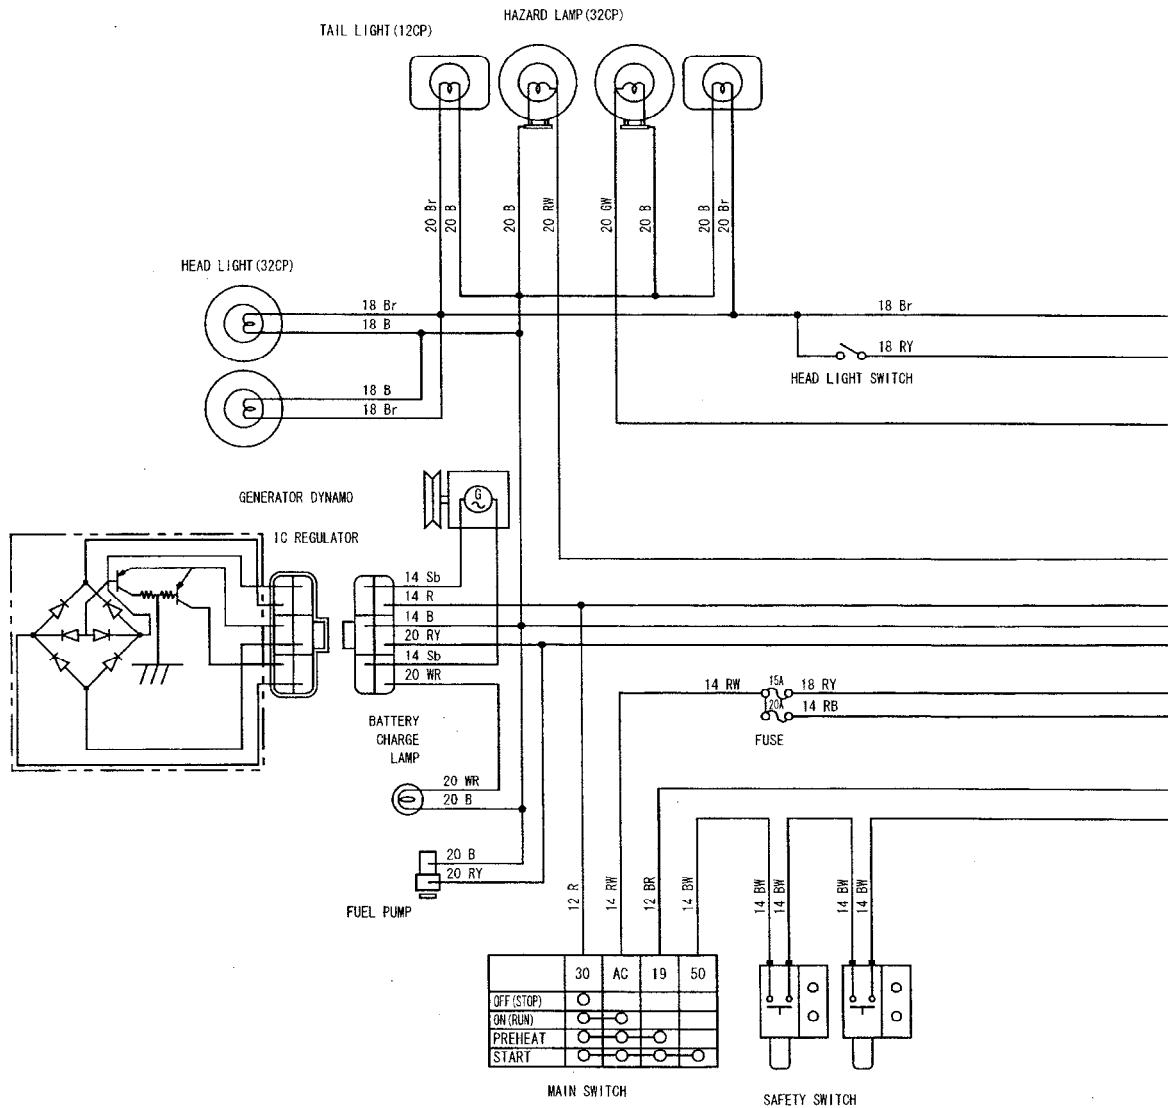 HAZARD LAMP(32CP)
TAIL LIGHT(12CP)
20 Br
20 B
20 B
20 RW
20 GW
20 B
20 B
20 Br
HEAD LIGHT(32CP)
18 Br
18 B
18 Br
18 RY
HEAD LIGHT SWITCH
18 B
18 Br
GENERATOR DYNAMO
G
IC REGULATOR
14 Sb
14 R
14 B
20 RY
14 Sb
20 WR
14 RW
15A
18 RY
20A
14 RB
FUSE
BATTERY
CHARGE
LAMP
20 WR
20 B
20 B
20 RY
FUEL PUMP
12 R
14 RW
12 BR
14 BW
14 BW
14 BW
14 BW
14 BW
30 AC 19 50
OFF(STOP)
ON(RUN)
PREHEAT
START
MAIN SWITCH
SAFETY SWITCH